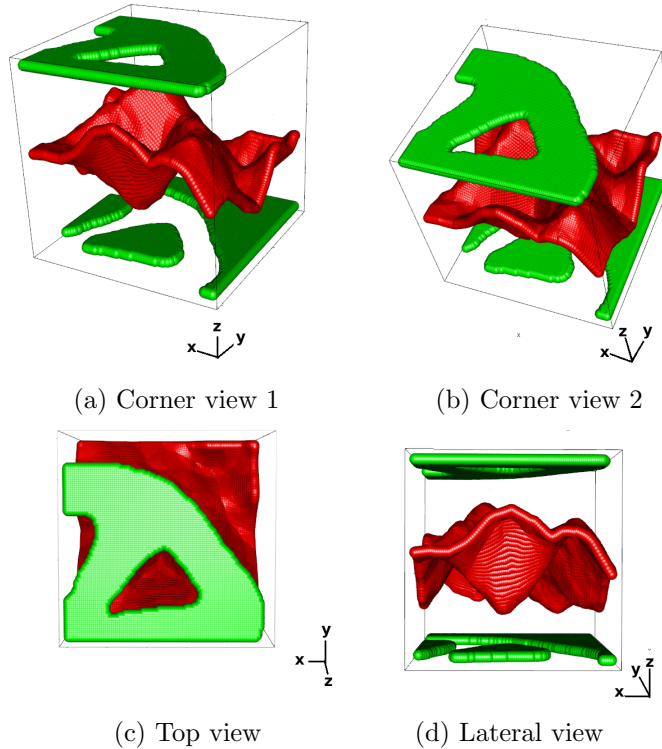 z
y
x
z
x
y
(a) Corner view 1
(b) Corner view 2
y
x
z
y
z
x
(c) Top view
(d) Lateral view